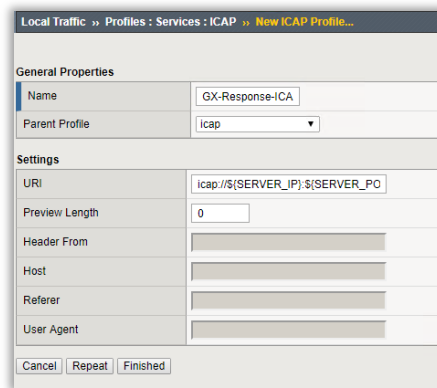 Local Traffic ›› Profiles : Services : ICAP ›› New ICAP Profile...
General Properties
Name GX-Response-ICA
Parent Profile icap
Settings
URI icap://${SERVER_IP}:${SERVER_PO
Preview Length 0
Header From
Host
Referer
User Agent
Cancel Repeat Finished